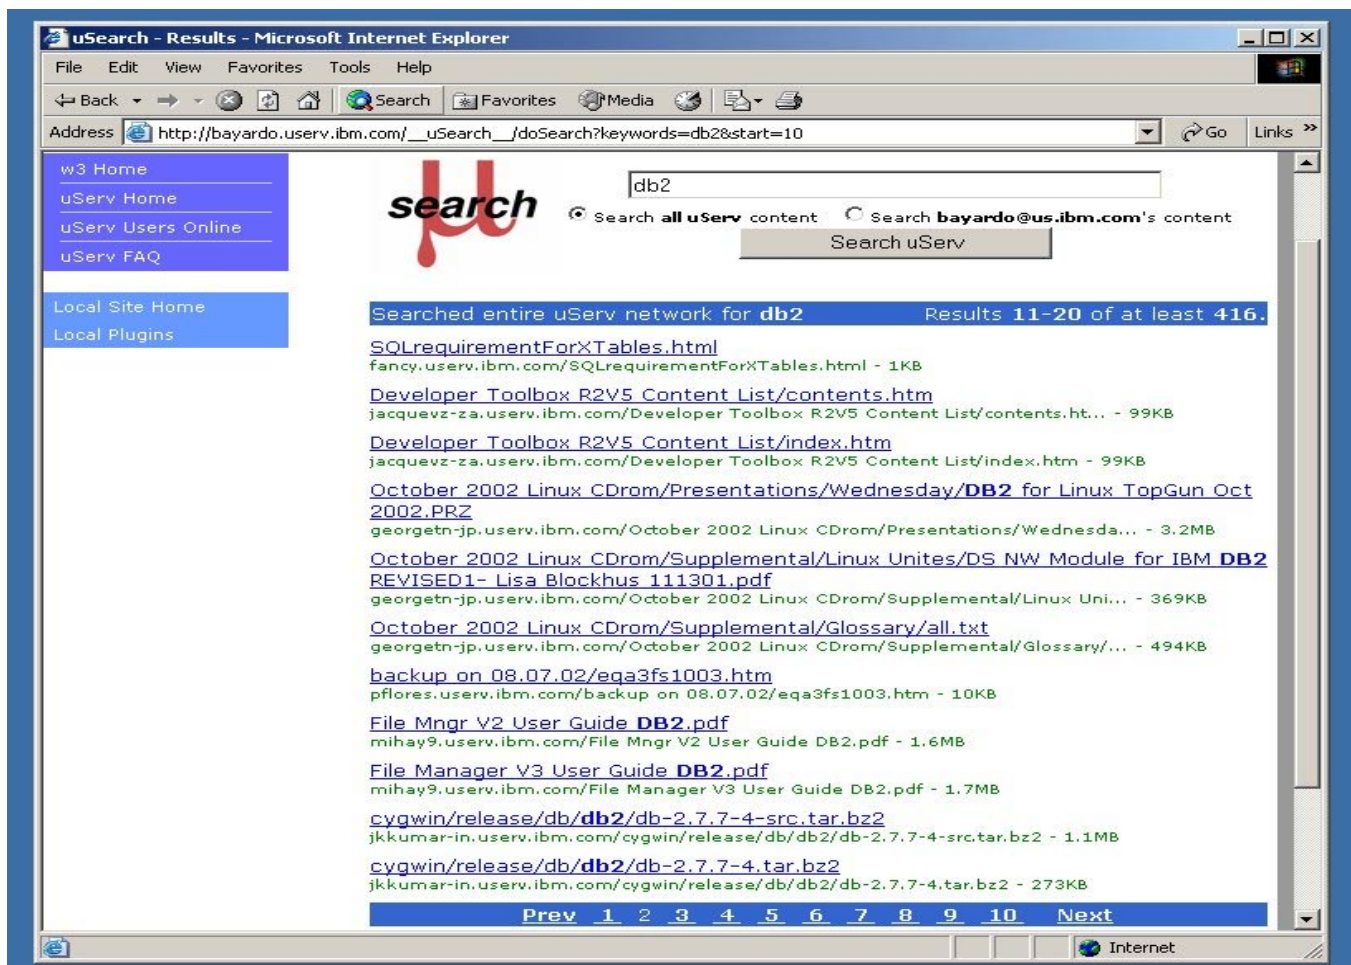 uSearch - Results - Microsoft Internet Explorer
File Edit View Favorites Tools Help
Back Search Favorites Media
Address http://bayardo.userv.ibm.com/__uSearch__/doSearch?keywords=db2&start=10 Go Links »
w3 Home
uServ Home
uServ Users Online
uServ FAQ
Local Site Home
Local Plugins
µ search
db2
Search all uServ content Search bayardo@us.ibm.com's content
Search uServ
Searched entire uServ network for db2 Results 11-20 of at least 416.
SQLrequirementForXTables.html
fancy.userv.ibm.com/SQLrequirementForXTables.html - 1KB
Developer Toolbox R2V5 Content List/contents.htm
jacquevz-za.userv.ibm.com/Developer Toolbox R2V5 Content List/contents.ht... - 99KB
Developer Toolbox R2V5 Content List/index.htm
jacquevz-za.userv.ibm.com/Developer Toolbox R2V5 Content List/index.htm - 99KB
October 2002 Linux CDrom/Presentations/Wednesday/DB2 for Linux TopGun Oct
2002.PRZ
georgetn-jp.userv.ibm.com/October 2002 Linux CDrom/Presentations/Wednesda... - 3.2MB
October 2002 Linux CDrom/Supplemental/Linux Unites/DS NW Module for IBM DB2
REVISED1- Lisa Blockhus 111301.pdf
georgetn-jp.userv.ibm.com/October 2002 Linux CDrom/Supplemental/Linux Uni... - 369KB
October 2002 Linux CDrom/Supplemental/Glossary/all.txt
georgetn-jp.userv.ibm.com/October 2002 Linux CDrom/Supplemental/Glossary/... - 494KB
backup on 08.07.02/eqa3fs1003.htm
pflores.userv.ibm.com/backup on 08.07.02/eqa3fs1003.htm - 10KB
File Mngr V2 User Guide DB2.pdf
mihay9.userv.ibm.com/File Mngr V2 User Guide DB2.pdf - 1.6MB
File Manager V3 User Guide DB2.pdf
mihay9.userv.ibm.com/File Manager V3 User Guide DB2.pdf - 1.7MB
cygwin/release/db/db2/db-2.7.7-4-src.tar.bz2
jkkumar-in.userv.ibm.com/cygwin/release/db/db2/db-2.7.7-4-src.tar.bz2 - 1.1MB
cygwin/release/db/db2/db-2.7.7-4.tar.bz2
jkkumar-in.userv.ibm.com/cygwin/release/db/db2/db-2.7.7-4.tar.bz2 - 273KB
Prev 1 2 3 4 5 6 7 8 9 10 Next
Internet